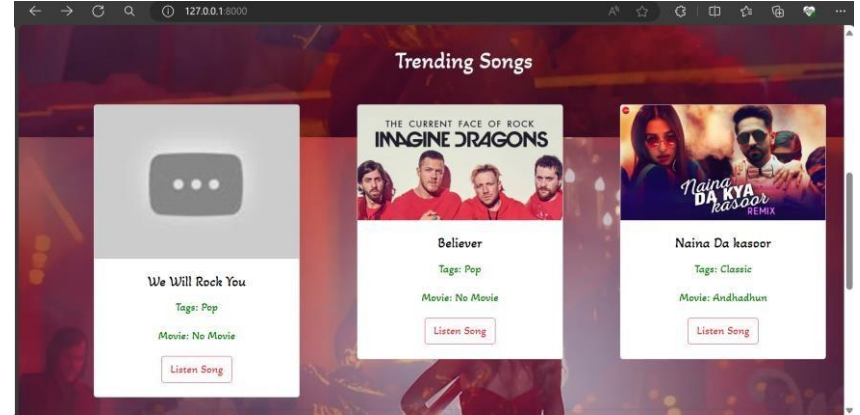 127.0.0.1:8000
Trending Songs
We Will Rock You
Tags: Pop
Movie: No Movie
Listen Song
THE CURRENT FACE OF ROCK
IMAGINE DRAGONS
Believer
Tags: Pop
Movie: No Movie
Listen Song
Naina
DA KYA
kasoor
REMIX
Naina Da kasoor
Tags: Classic
Movie: Andhadhun
Listen Song